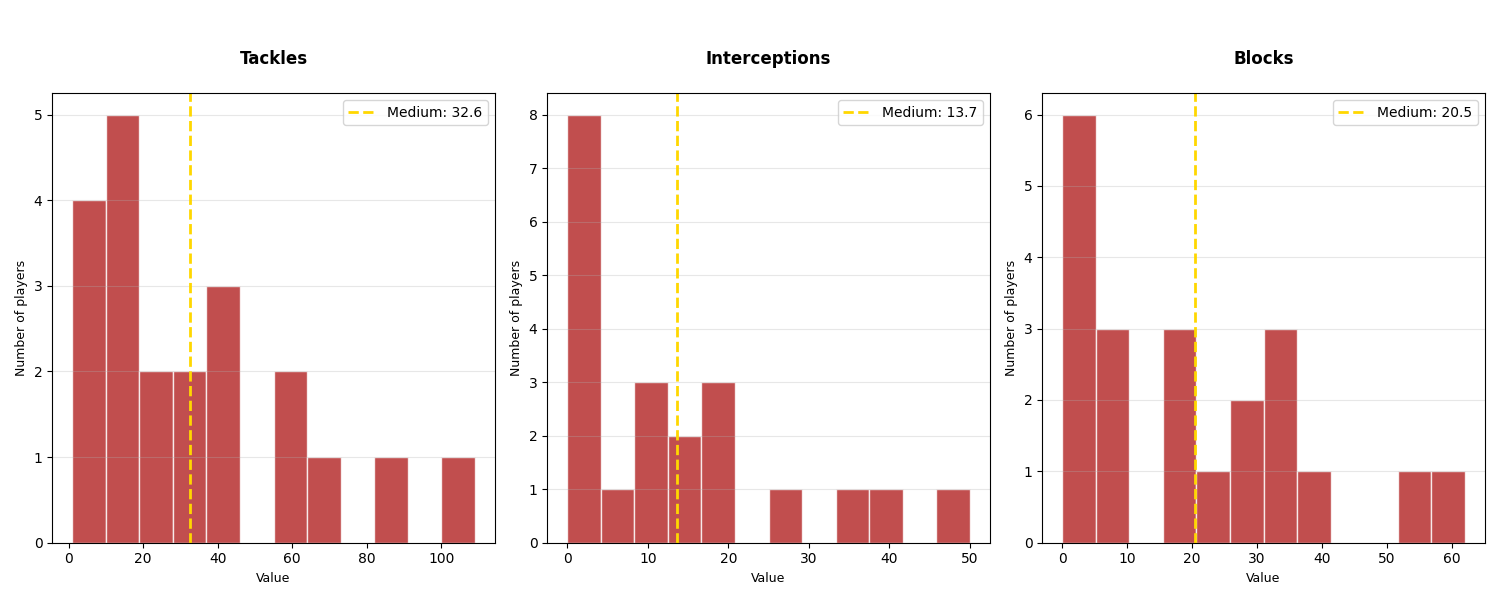 Tackles
Medium: 32.6
Number of players
5
4
3
2
1
0
0 20 40 60 80 100
Value
Interceptions
Medium: 13.7
Number of players
8
7
6
5
4
3
2
1
0
0 10 20 30 40 50
Value
Blocks
Medium: 20.5
Number of players
6
5
4
3
2
1
0
0 10 20 30 40 50 60
Value